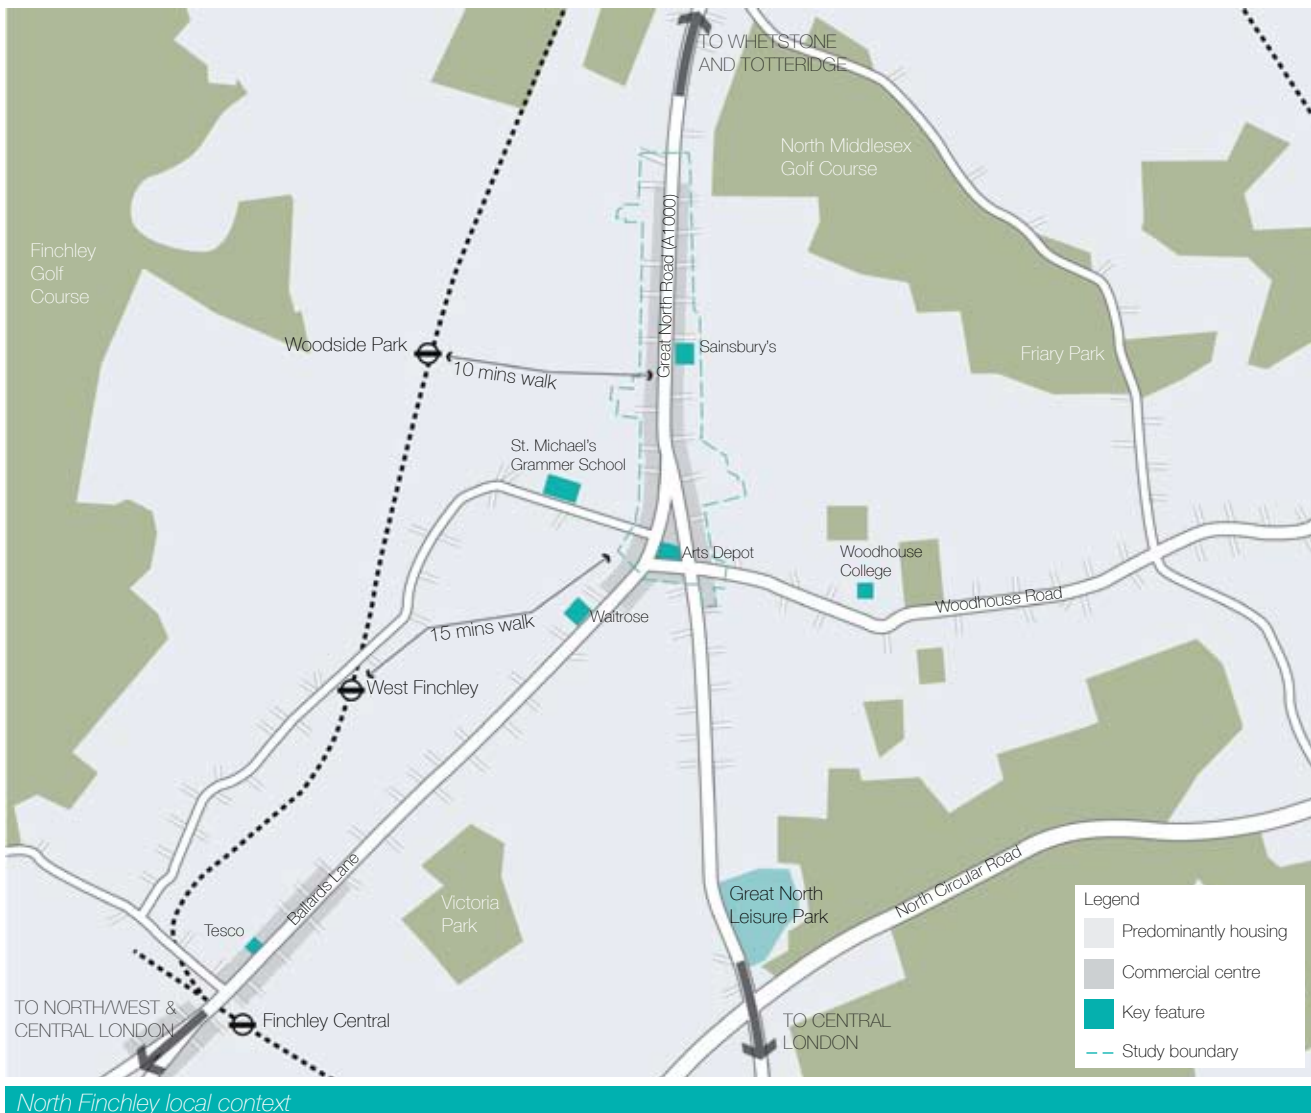 TO WHETSTONE
AND TOTTERIDGE
North Middlesex
Golf Course
Great North Road (A1000)
Finchley
Golf
Course
Woodside Park
10 mins walk
Sainsbury's
Friary Park
St. Michael's
Grammer School
Arts Depot
Woodhouse
College
Woodhouse Road
Waitrose
15 mins walk
West Finchley
Ballards Lane
Victoria
Park
Great North
Leisure Park
North Circular Road
Tesco
TO NORTH/WEST &
CENTRAL LONDON
Finchley Central
TO CENTRAL
LONDON
Legend
Predominantly housing
Commercial centre
Key feature
Study boundary
North Finchley local context